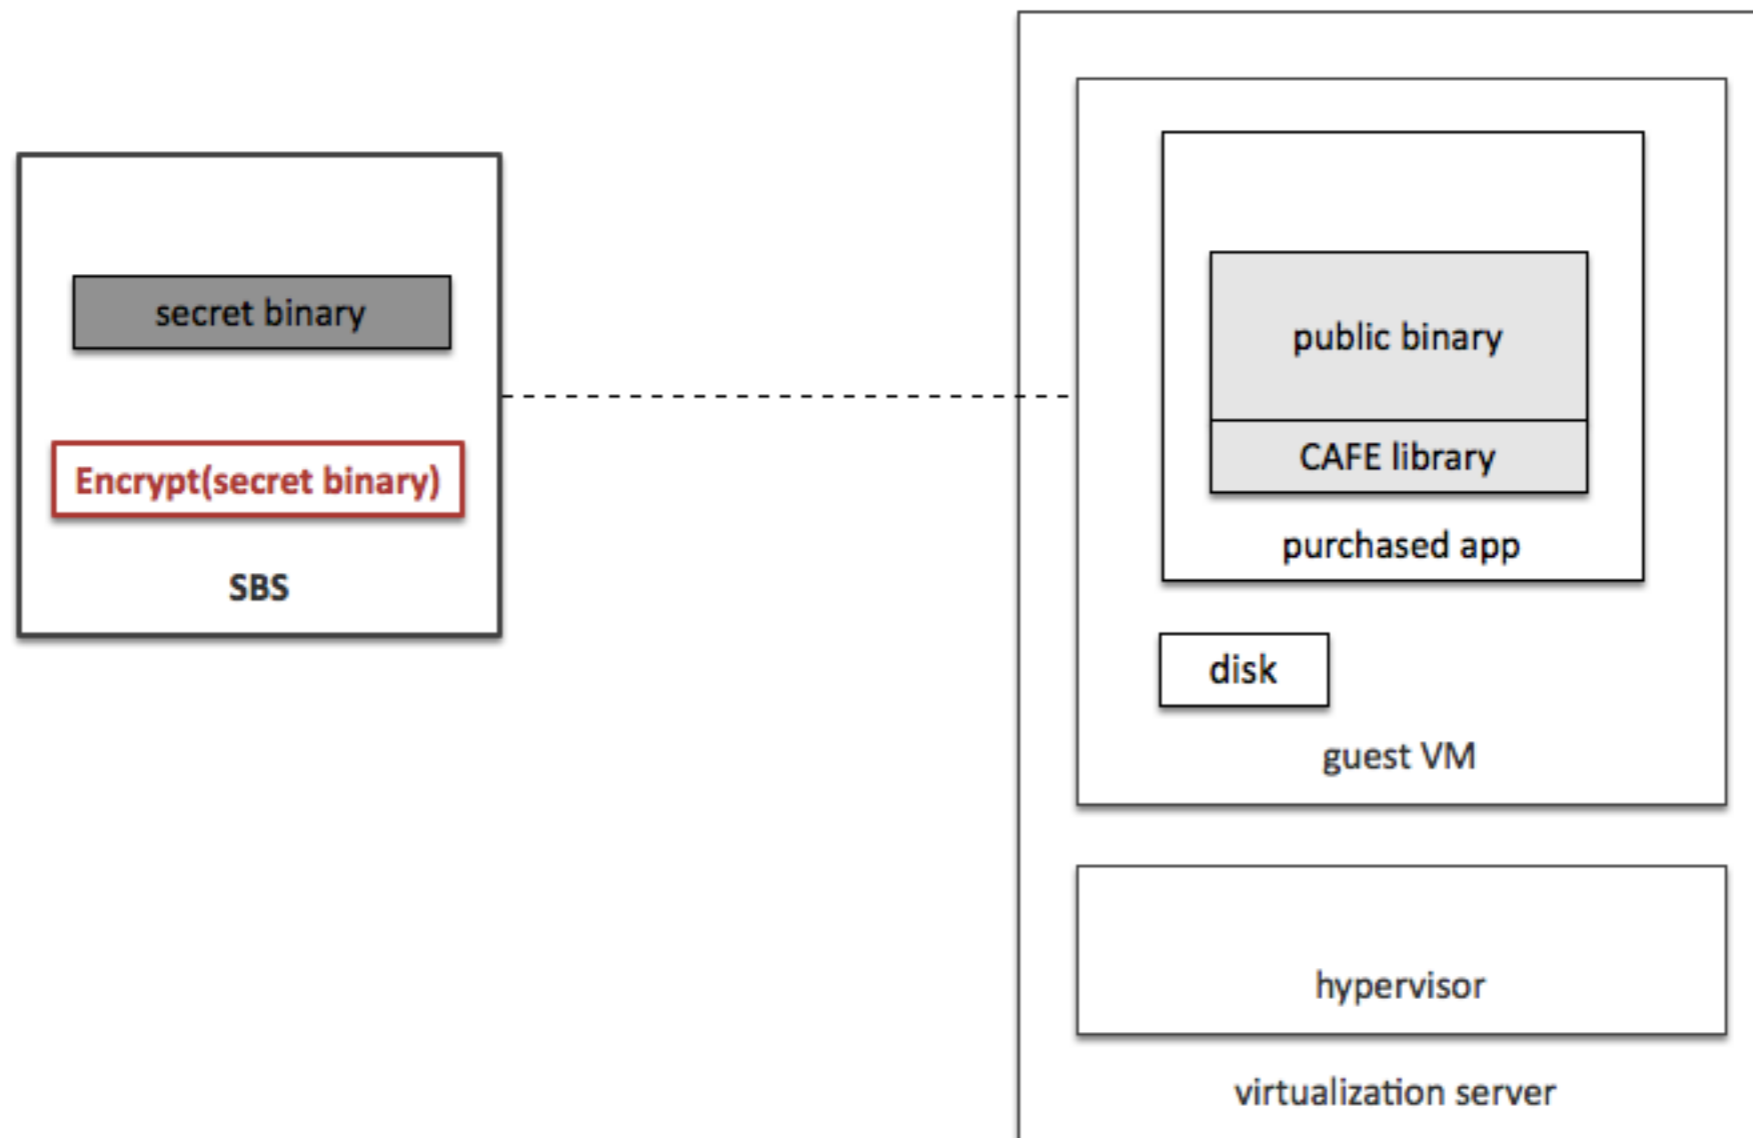 secret binary
Encrypt(secret binary)
SBS
public binary
CAFE library
purchased app
disk
guest VM
hypervisor
virtualization server